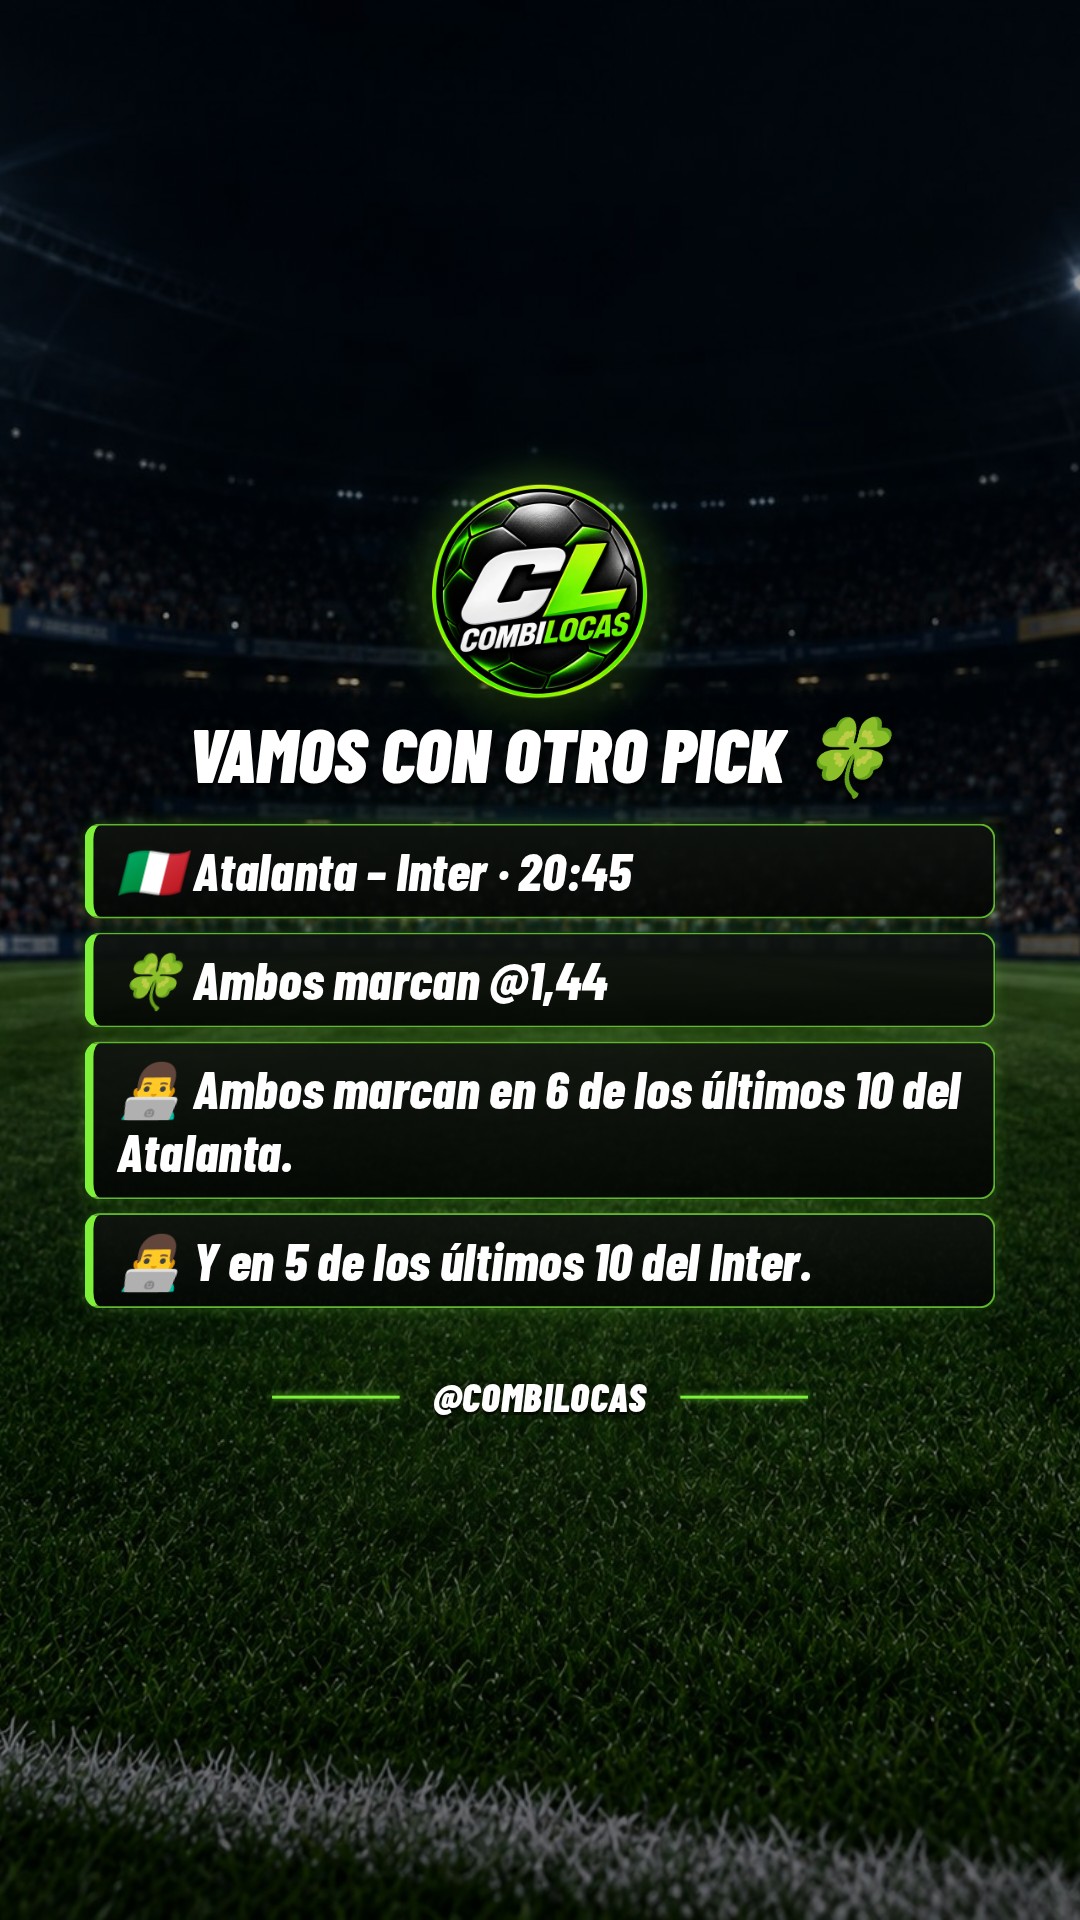 CL
COMBILOCAS
VAMOS CON OTRO PICK 🍀
🇮🇹 Atalanta – Inter · 20:45
🍀 Ambos marcan @1,44
👨‍💻 Ambos marcan en 6 de los últimos 10 del
Atalanta.
👨‍💻 Y en 5 de los últimos 10 del Inter.
@COMBILOCAS